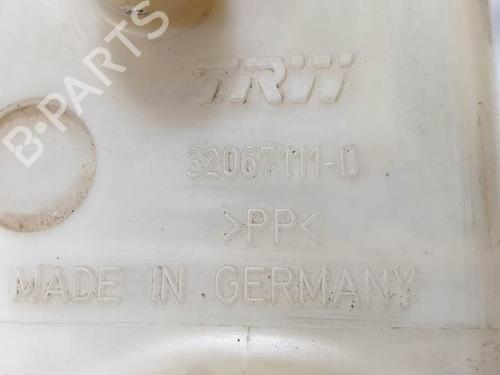 B·PARTS
TRW
32067111-D
>PP<
MADE IN GERMANY